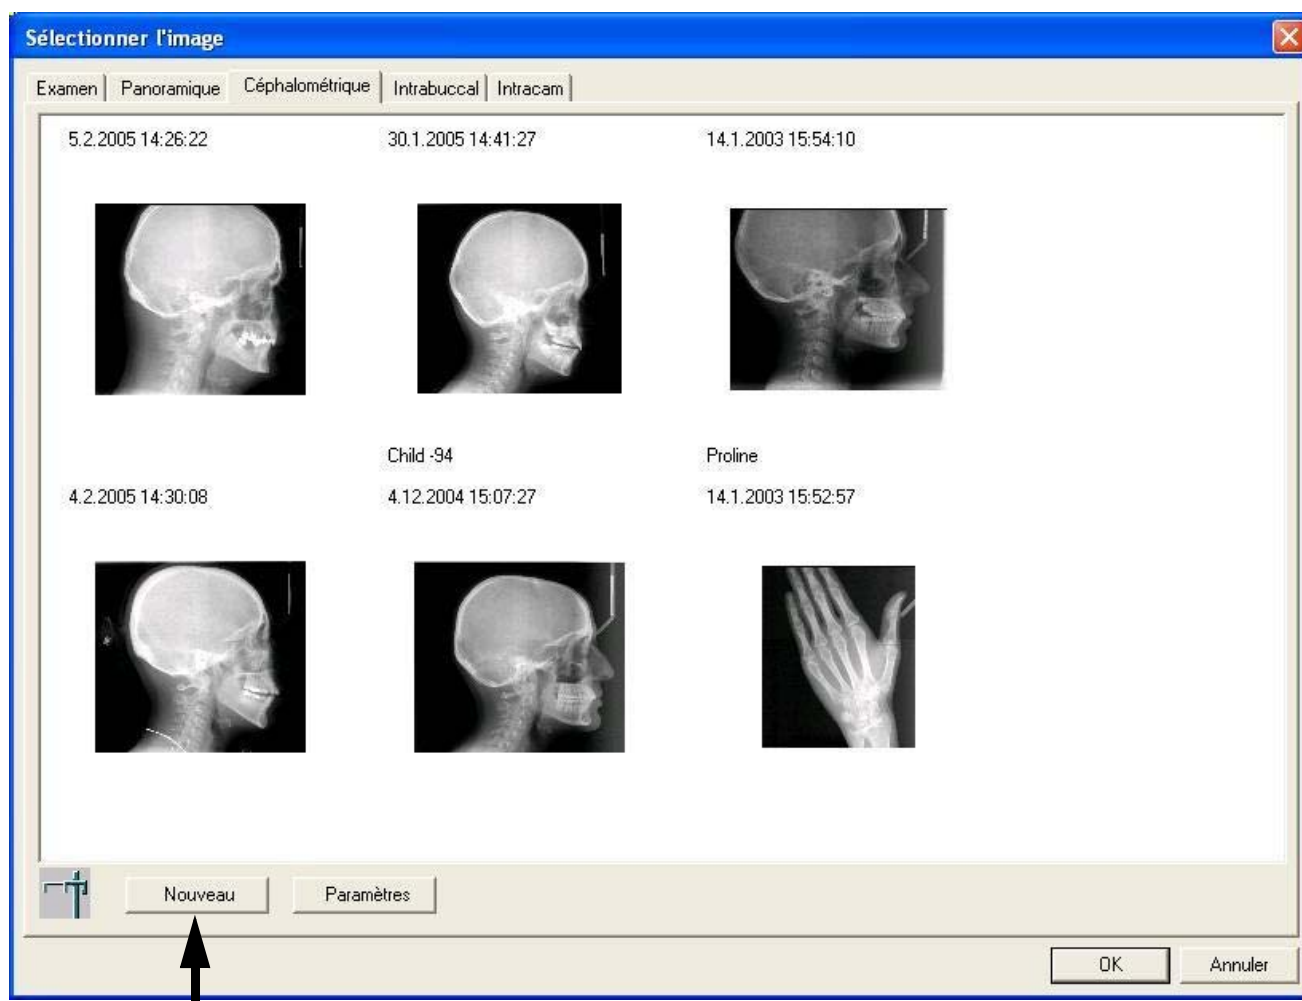 Sélectionner l'image
Examen Panoramique Céphalométrique Intrabuccal Intracam
5.2.2005 14:26:22 30.1.2005 14:41:27 14.1.2003 15:54:10
Child -94 Proline
4.2.2005 14:30:08 4.12.2004 15:07:27 14.1.2003 15:52:57
Nouveau Paramètres
OK Annuler